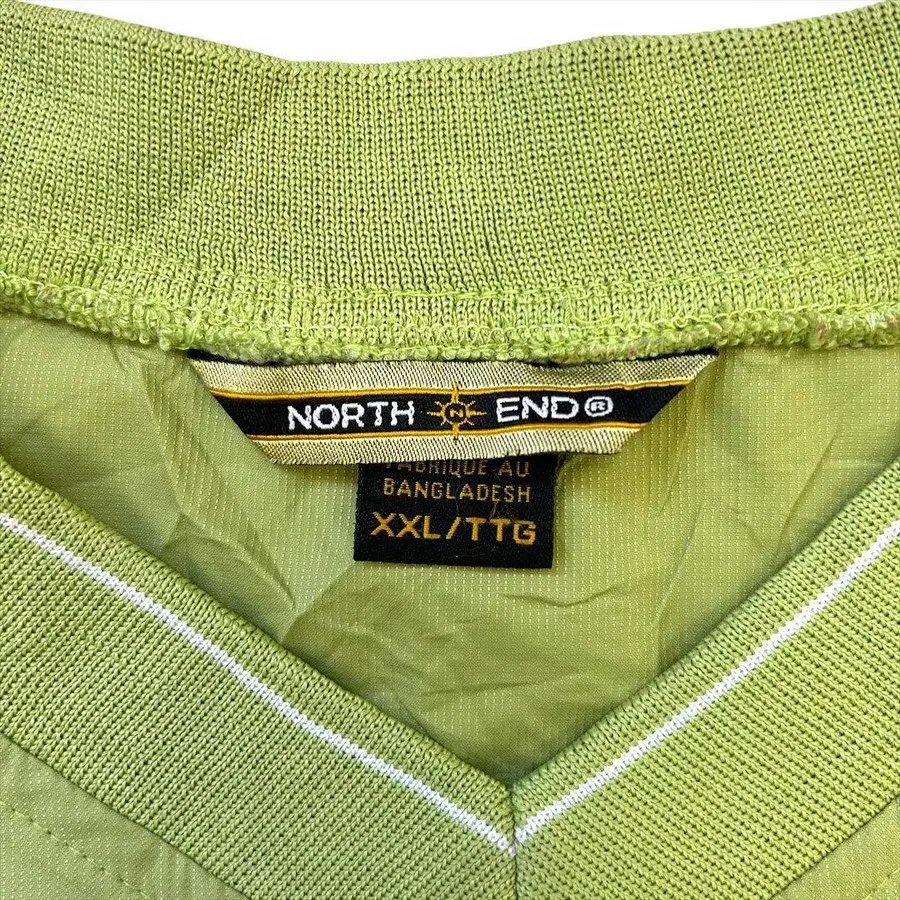 NORTH N END®
FABRIQUE AU
BANGLADESH
XXL/TTG